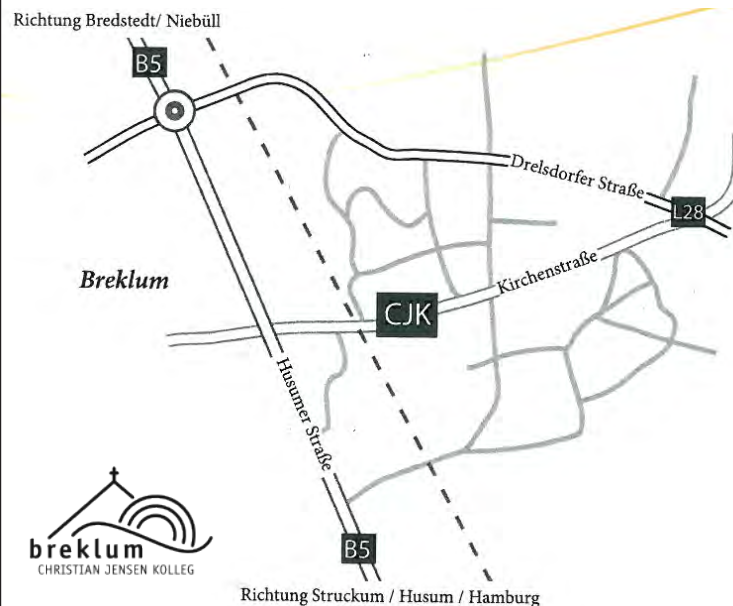 Richtung Bredstedt/ Niebüll
B5
Drelsdorfer Straße
L28
Kirchenstraße
Breklum
CJK
Husumer Straße
breklum
CHRISTIAN JENSEN KOLLEG
B5
Richtung Struckum / Husum / Hamburg